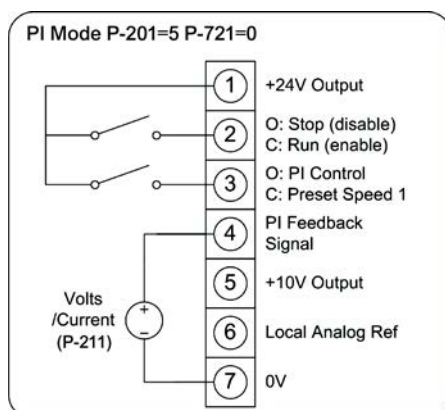 PI Mode P-201=5 P-721=0
1
+24V Output
2
O: Stop (disable)
C: Run (enable)
3
O: PI Control
C: Preset Speed 1
4
PI Feedback
Signal
5
+10V Output
Volts
/Current
(P-211)
+
−
6
Local Analog Ref
7
0V